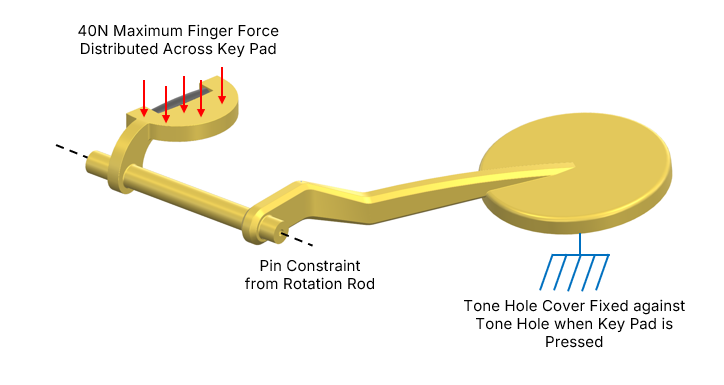 40N Maximum Finger Force
Distributed Across Key Pad
Pin Constraint
from Rotation Rod
Tone Hole Cover Fixed against
Tone Hole when Key Pad is
Pressed